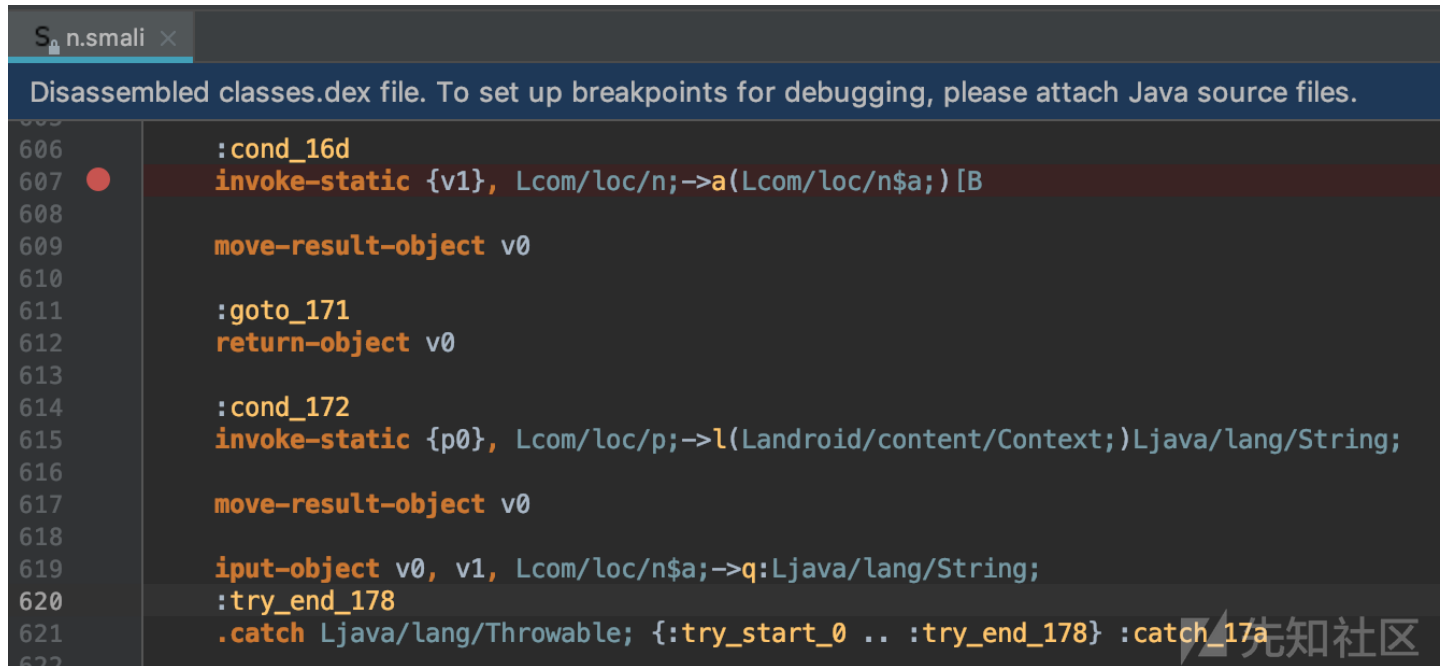 n.smali
Disassembled classes.dex file. To set up breakpoints for debugging, please attach Java source files.
605
606 :cond_16d
607 invoke-static {v1}, Lcom/loc/n;->a(Lcom/loc/n$a;)[B
608
609 move-result-object v0
610
611 :goto_171
612 return-object v0
613
614 :cond_172
615 invoke-static {p0}, Lcom/loc/p;->l(Landroid/content/Context;)Ljava/lang/String;
616
617 move-result-object v0
618
619 iput-object v0, v1, Lcom/loc/n$a;->q:Ljava/lang/String;
620 :try_end_178
621 .catch Ljava/lang/Throwable; {:try_start_0 .. :try_end_178} :catch_17a
622
先知社区